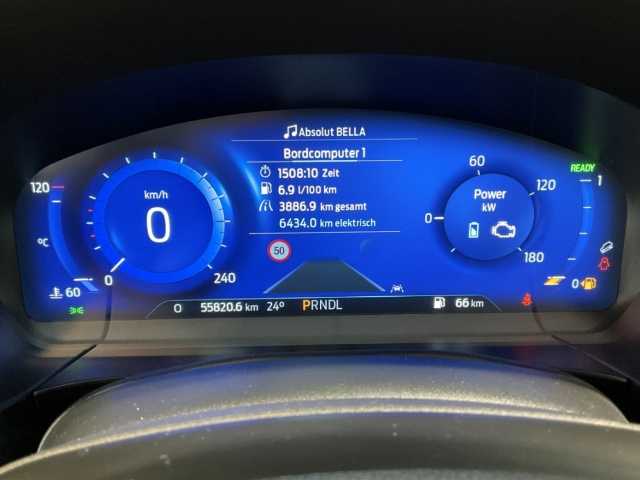 Absolut BELLA
Bordcomputer 1
1508:10 Zeit
6.9 l/100 km
3886.9 km gesamt
6434.0 km elektrisch
50
km/h
0
0
240
120
°C
60
Power
kW
0
60
120
180
READY
1
0
O 55820.6 km 24° PRNDL 66 km